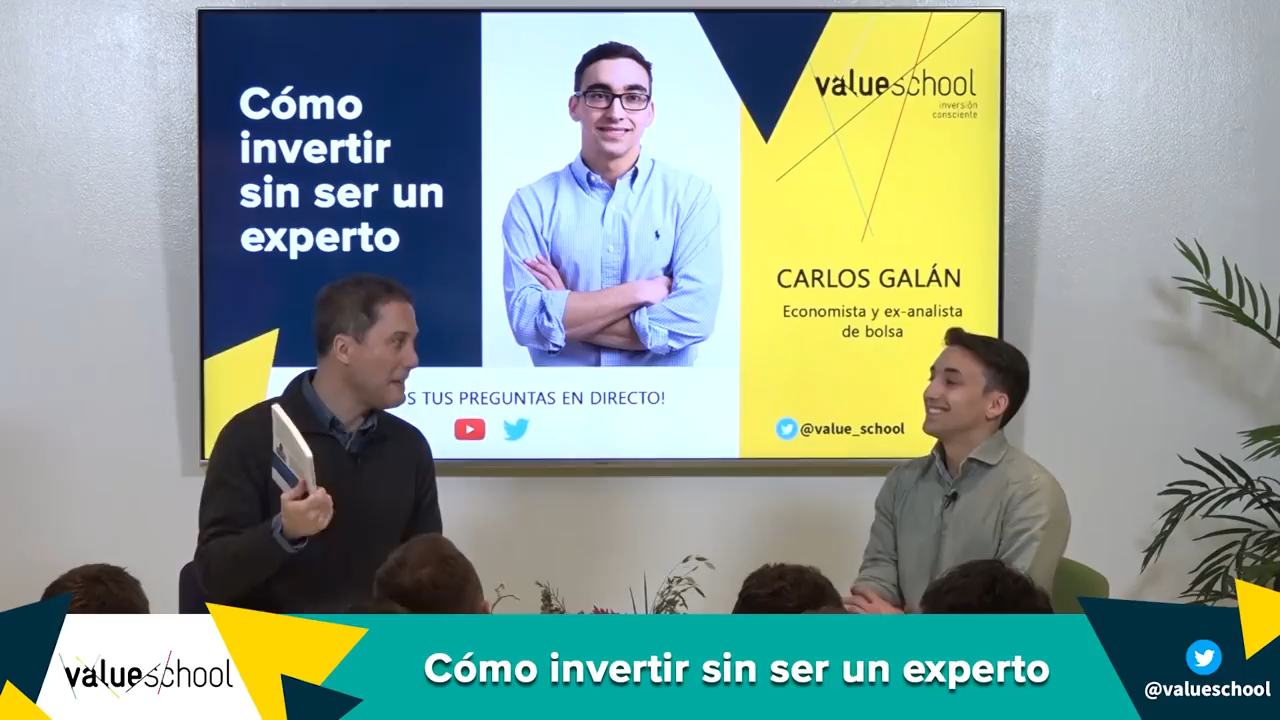 Cómo
invertir
sin ser un
experto
valueschool
inversión
consciente
CARLOS GALÁN
Economista y ex-analista
de bolsa
S TUS PREGUNTAS EN DIRECTO!
@value_school
valueschool
Cómo invertir sin ser un experto
@valueschool